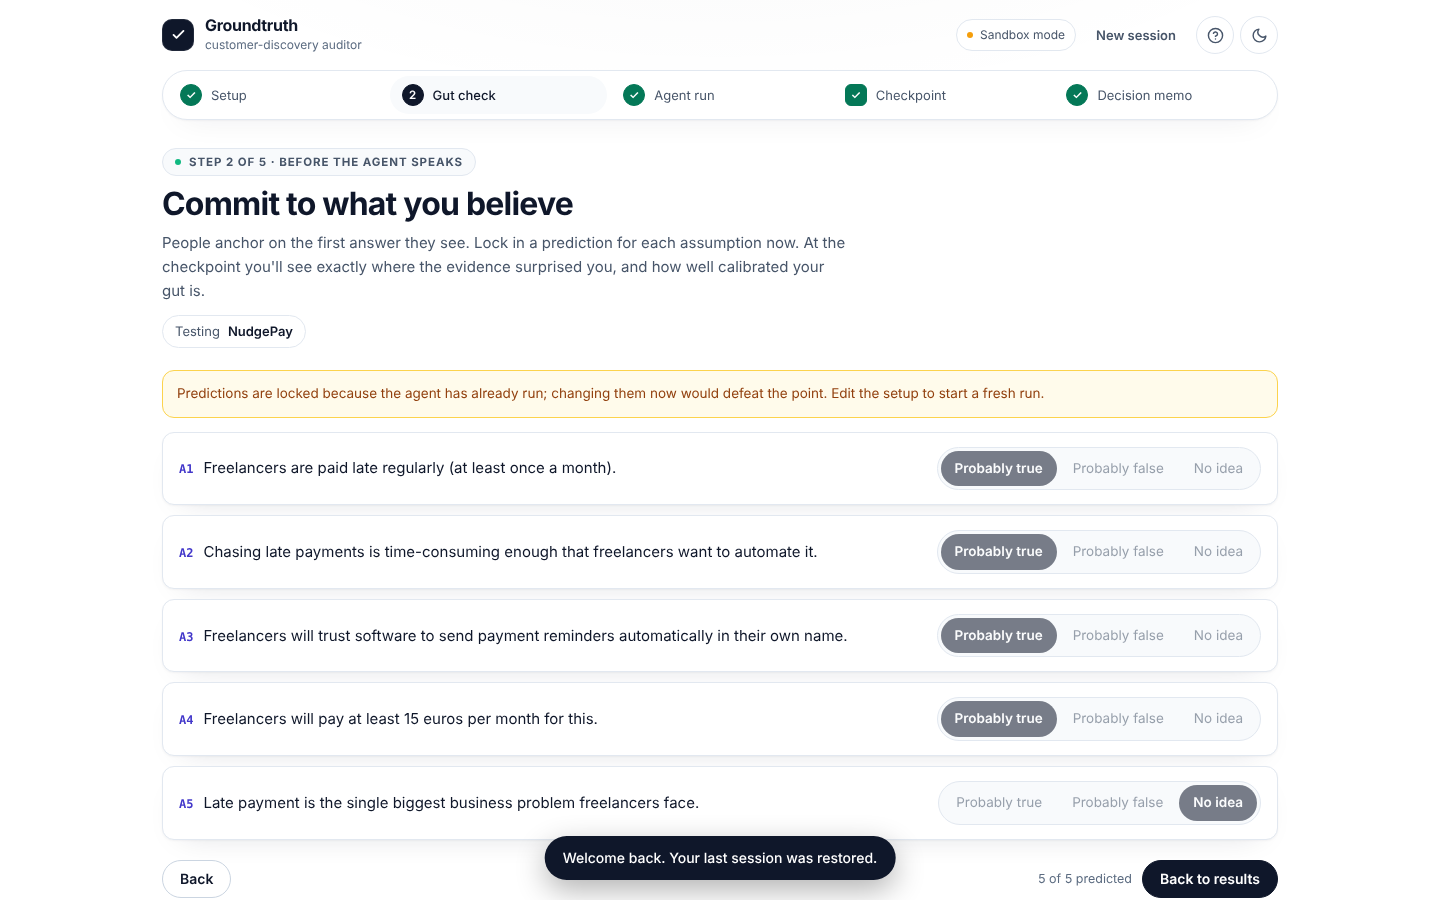 Groundtruth
customer-discovery auditor
Sandbox mode
New session
Setup
2 Gut check
Agent run
Checkpoint
Decision memo
STEP 2 OF 5 · BEFORE THE AGENT SPEAKS
Commit to what you believe
People anchor on the first answer they see. Lock in a prediction for each assumption now. At the
checkpoint you'll see exactly where the evidence surprised you, and how well calibrated your
gut is.
Testing NudgePay
Predictions are locked because the agent has already run; changing them now would defeat the point. Edit the setup to start a fresh run.
A1 Freelancers are paid late regularly (at least once a month). Probably true Probably false No idea
A2 Chasing late payments is time-consuming enough that freelancers want to automate it. Probably true Probably false No idea
A3 Freelancers will trust software to send payment reminders automatically in their own name. Probably true Probably false No idea
A4 Freelancers will pay at least 15 euros per month for this. Probably true Probably false No idea
A5 Late payment is the single biggest business problem freelancers face. Probably true Probably false No idea
Welcome back. Your last session was restored.
Back
5 of 5 predicted
Back to results